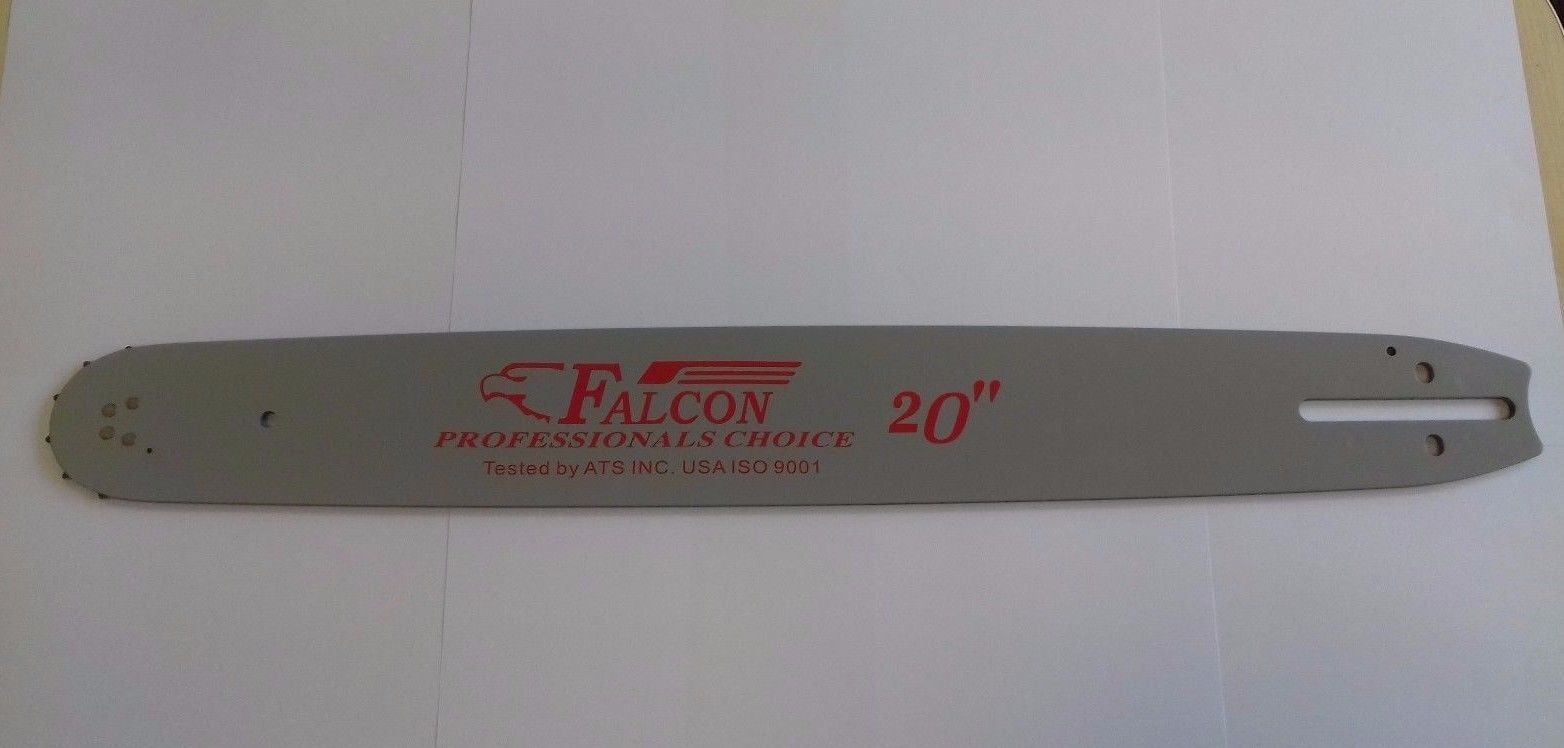 FALCON
PROFESSIONALS CHOICE
Tested by ATS INC. USA ISO 9001
20"